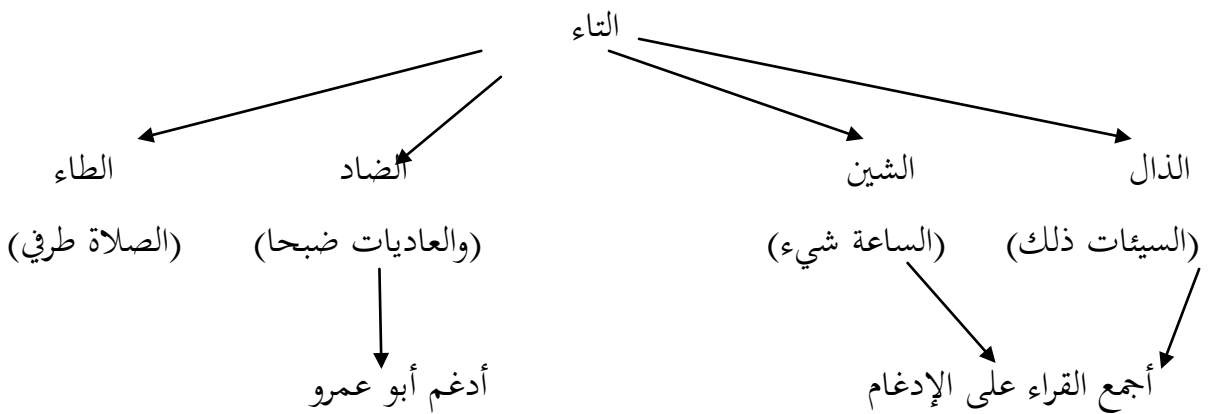 التاء
الذال الشين الضاد الطاء
(السيئات ذلك) (الساعة شيء) (والعاديات ضبحا) (الصلاة طرفي)
أجمع القراء على الإدغام أدغم أبو عمرو